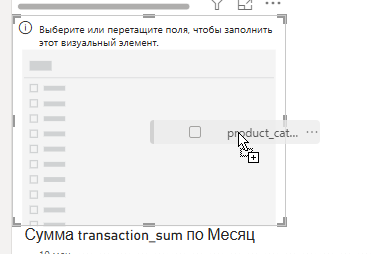 Выберите или перетащите поля, чтобы заполнить
этот визуальный элемент.
product_cat...
Сумма transaction_sum по Месяц